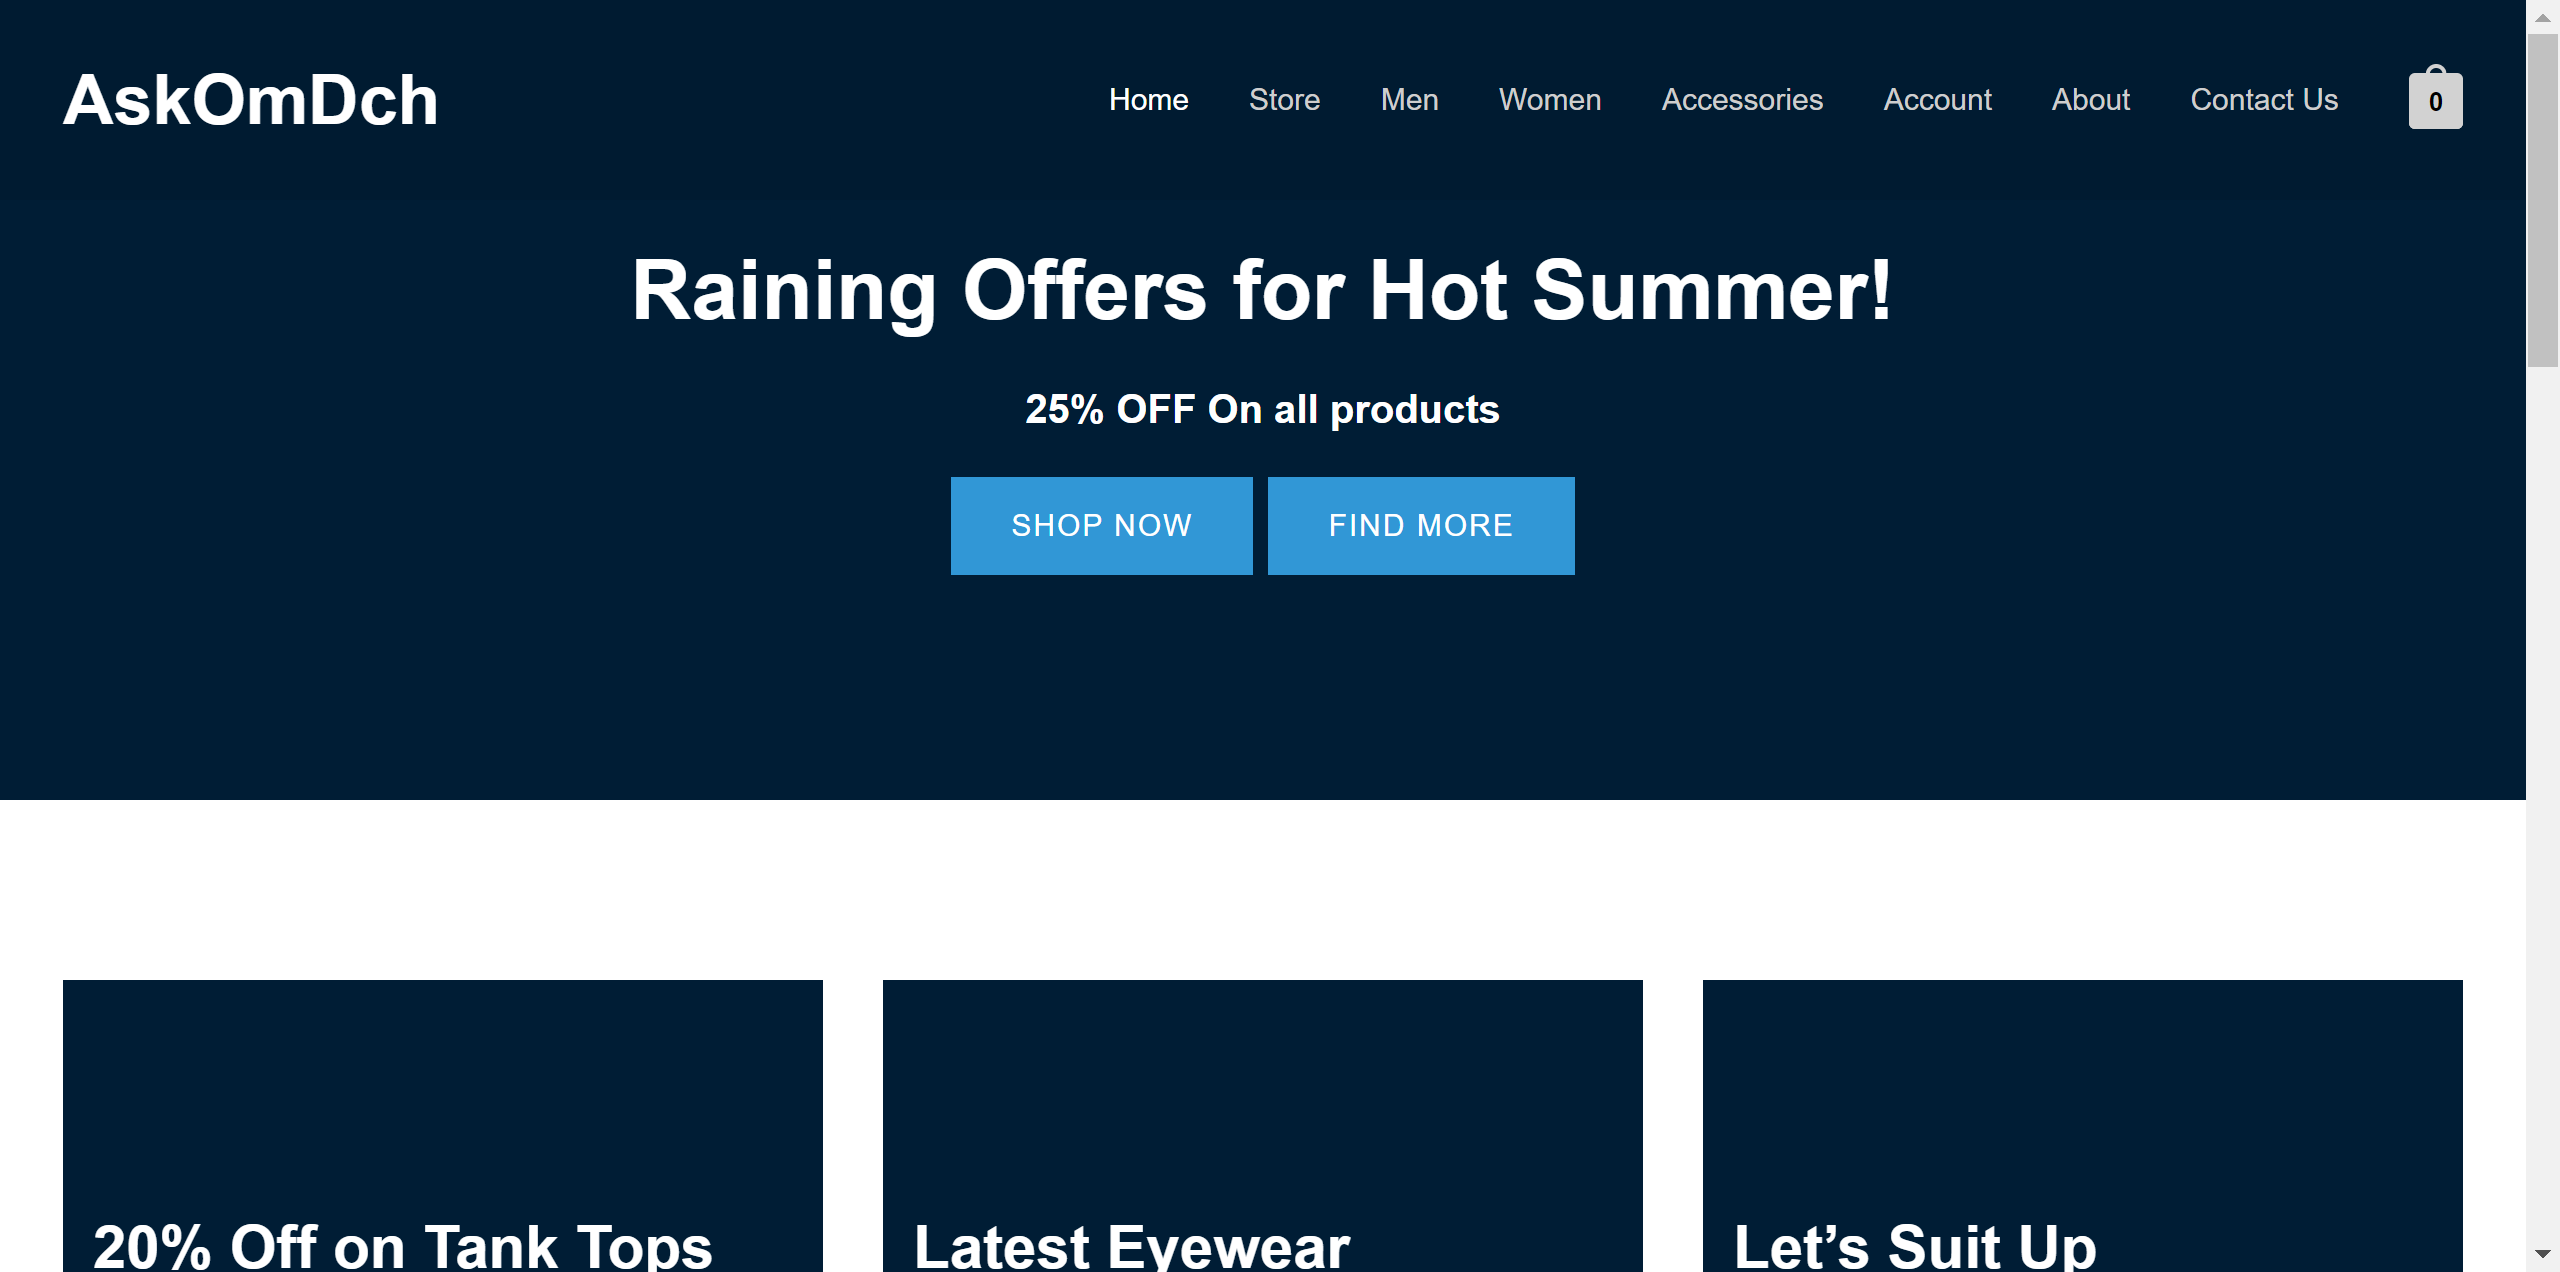 AskOmDch
Home Store Men Women Accessories Account About Contact Us 0
Raining Offers for Hot Summer!
25% OFF On all products
SHOP NOW FIND MORE
20% Off on Tank Tops Latest Eyewear Let’s Suit Up